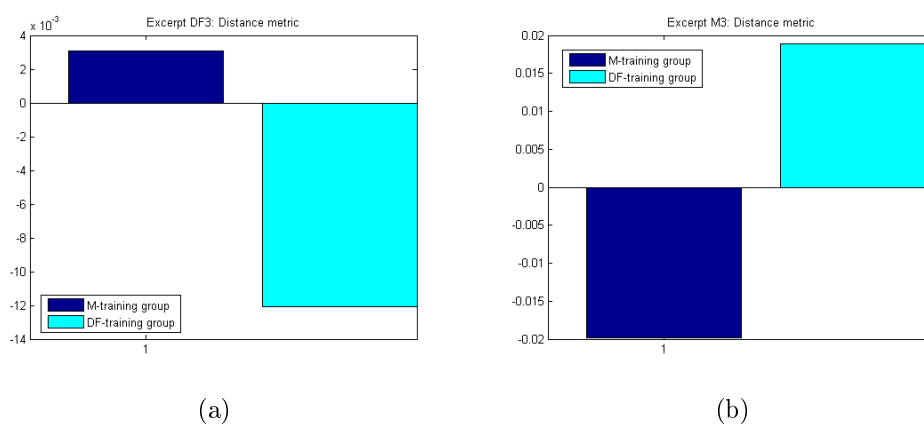 x 10⁻³
Excerpt DF3: Distance metric
4
2
0
-2
-4
-6
-8
-10
-12
-14
M-training group
DF-training group
1
(a)
Excerpt M3: Distance metric
0.02
0.015
0.01
0.005
0
-0.005
-0.01
-0.015
-0.02
M-training group
DF-training group
1
(b)